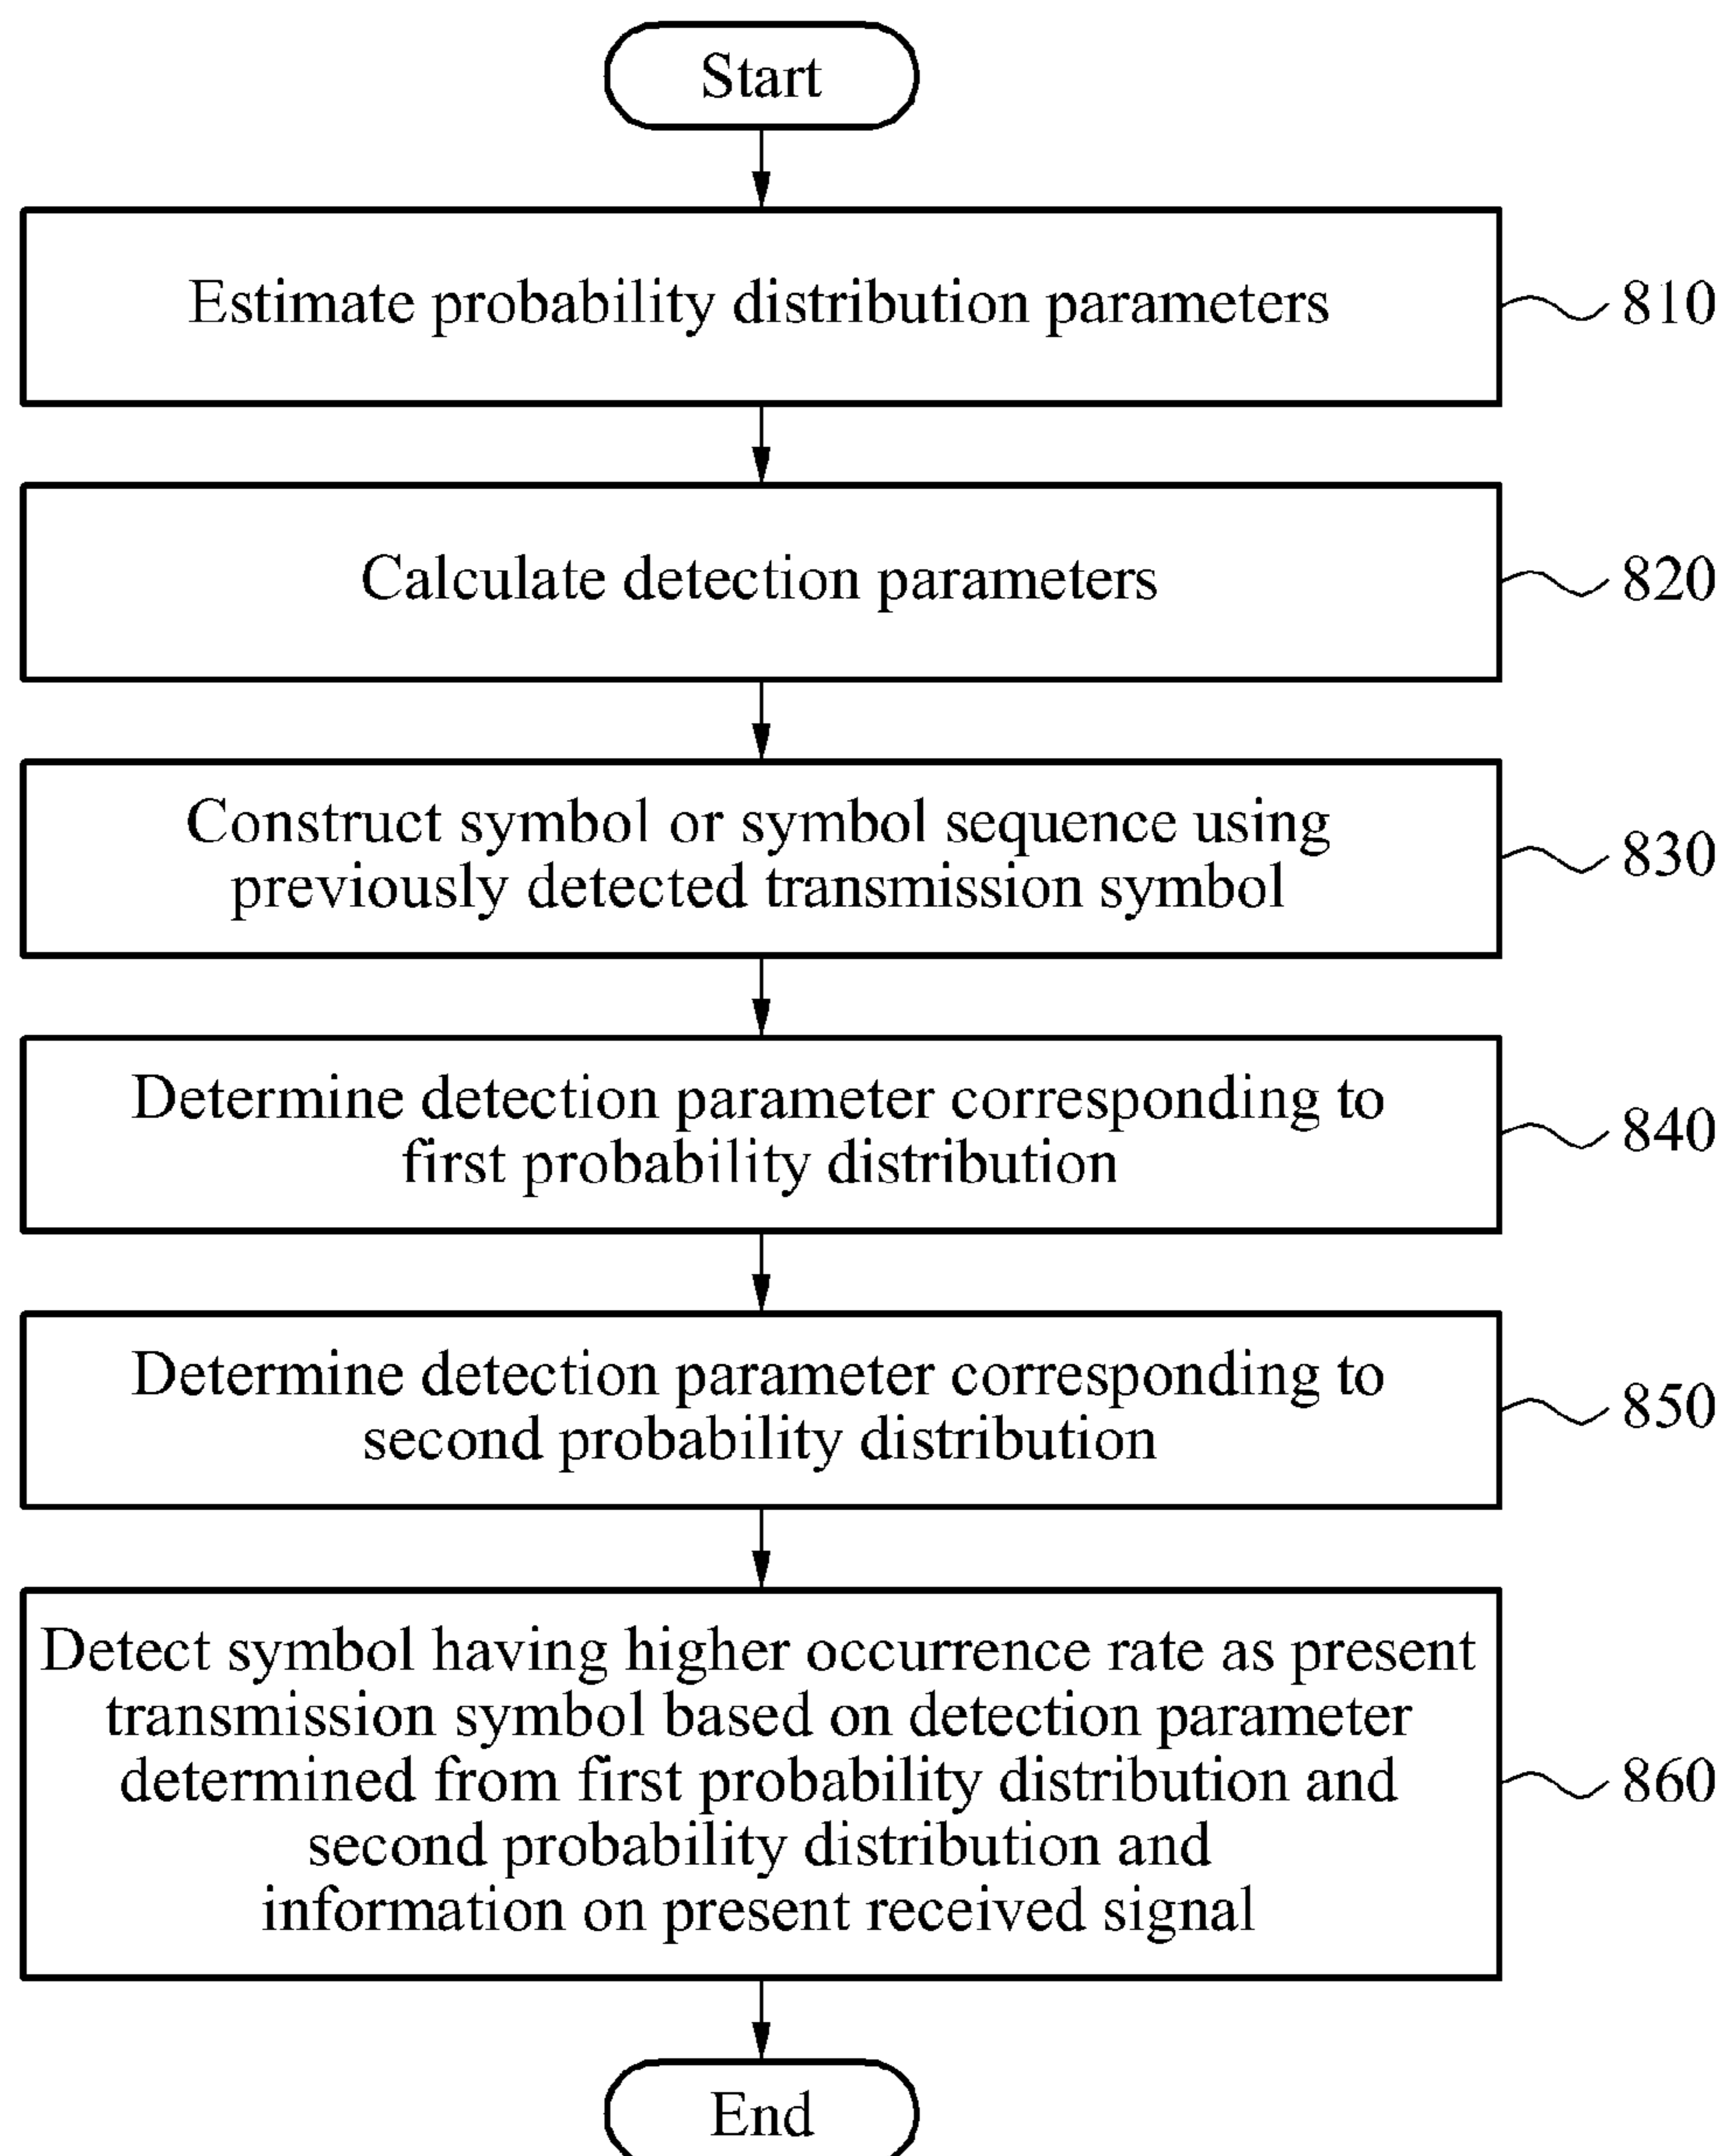 Start
Estimate probability distribution parameters
810
Calculate detection parameters
820
Construct symbol or symbol sequence using
previously detected transmission symbol
830
Determine detection parameter corresponding to
first probability distribution
840
Determine detection parameter corresponding to
second probability distribution
850
Detect symbol having higher occurrence rate as present
transmission symbol based on detection parameter
determined from first probability distribution and
second probability distribution and
information on present received signal
860
End